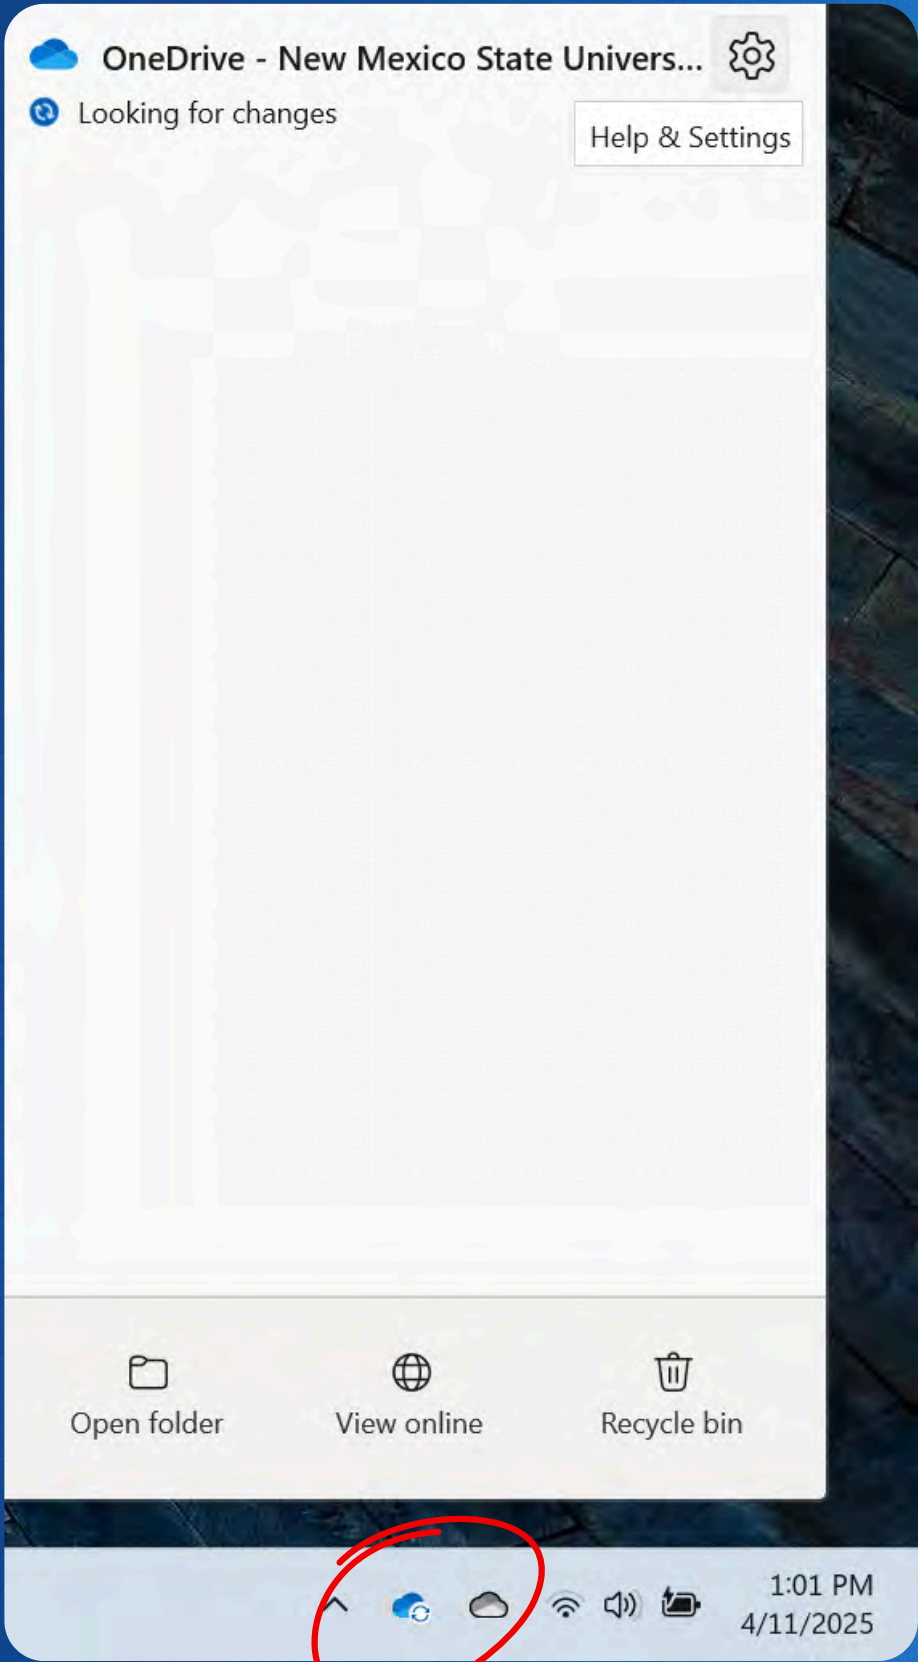 OneDrive - New Mexico State Univers...
Looking for changes
Help & Settings
Open folder
View online
Recycle bin
1:01 PM
4/11/2025